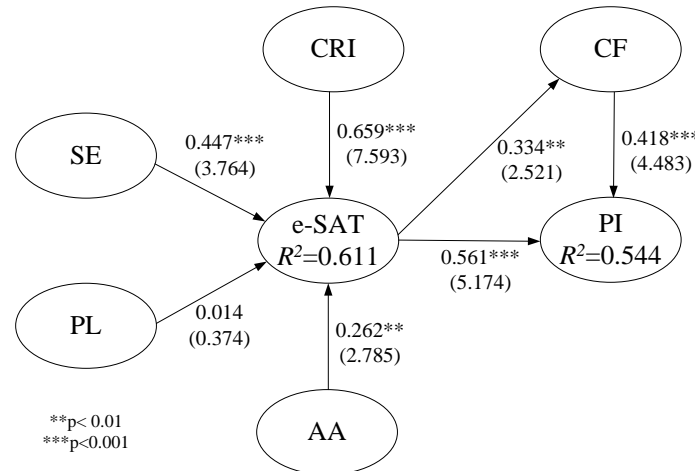 CRI
CF
SE
0.447***
(3.764)
0.659***
(7.593)
0.334**
(2.521)
0.418***
(4.483)
e-SAT
R²=0.611
PI
R²=0.544
0.561***
(5.174)
PL
0.014
(0.374)
0.262**
(2.785)
AA
**p< 0.01
***p<0.001